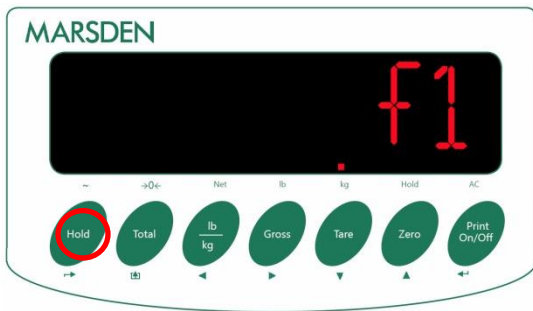 MARSDEN
f1
~ →0← Net lb kg Hold AC
Hold Total lb/kg Gross Tare Zero Print On/Off